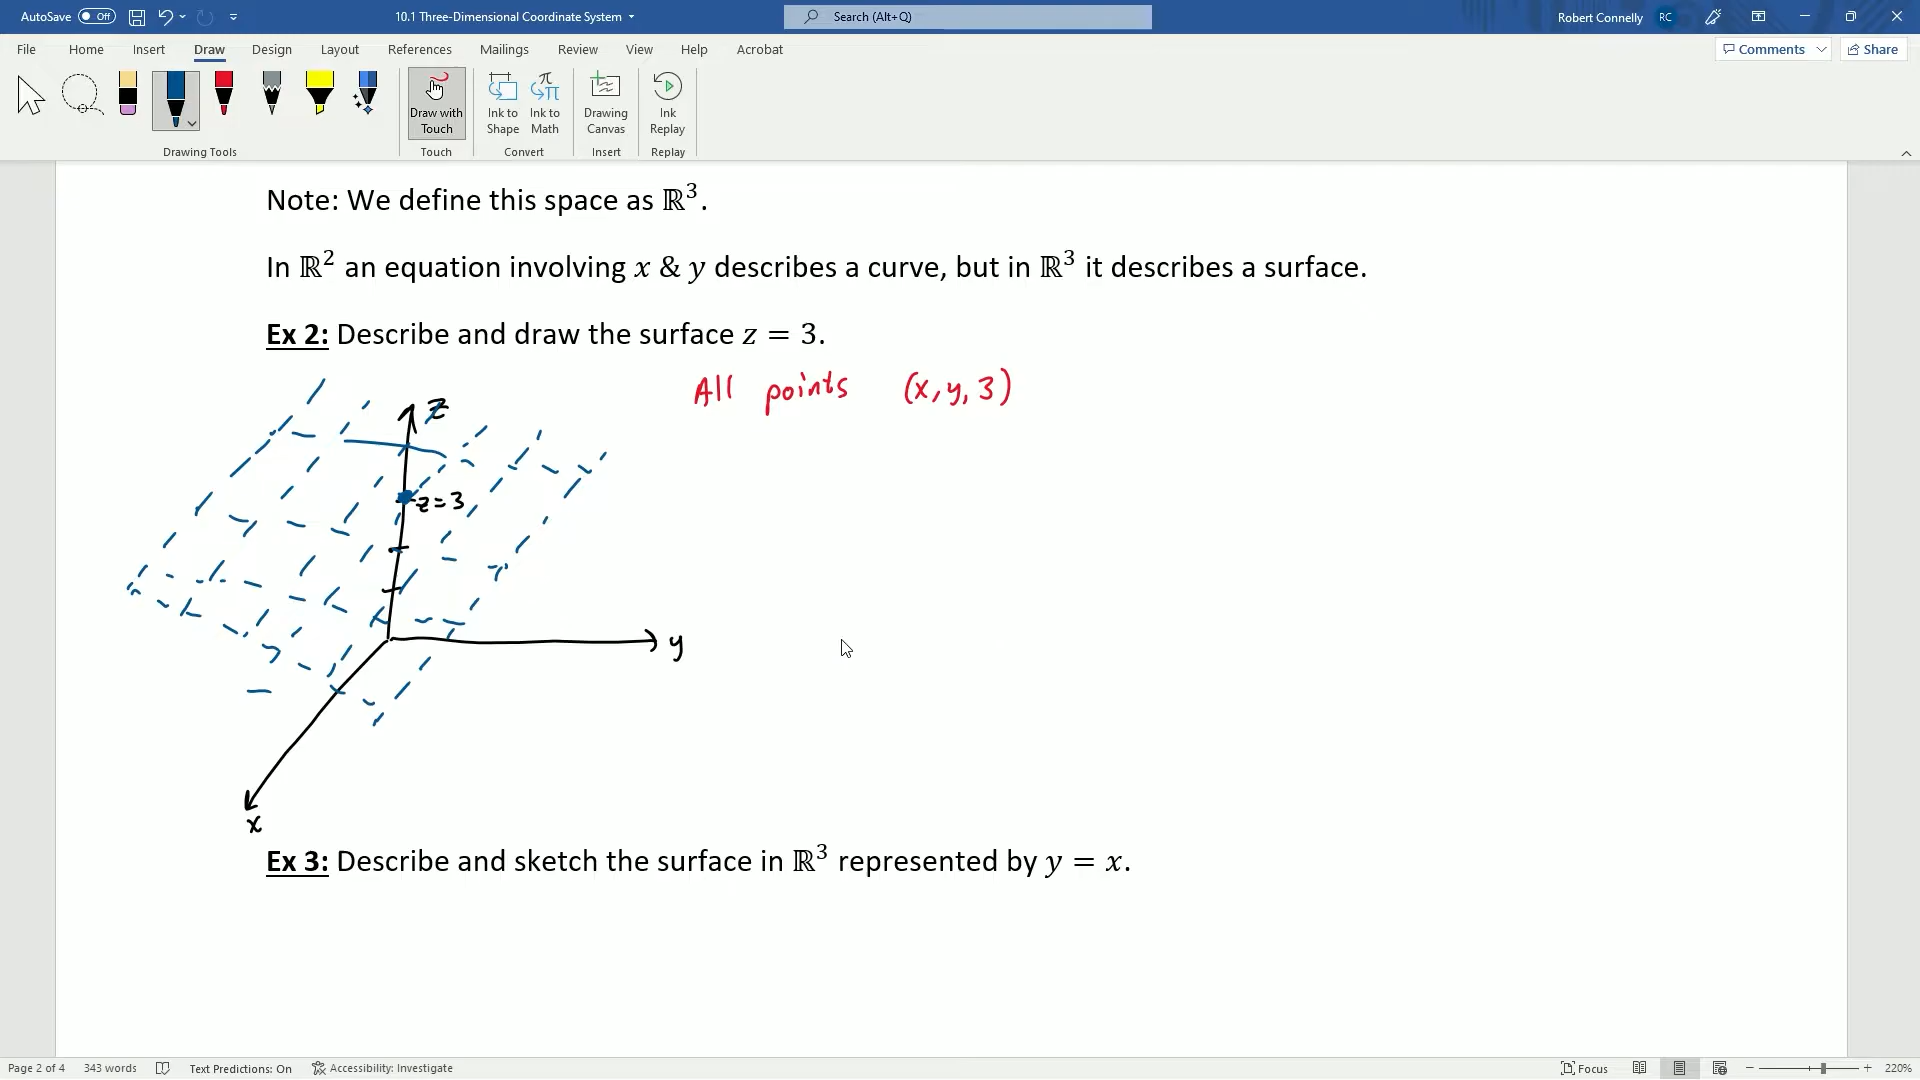 AutoSave Off 10.1 Three-Dimensional Coordinate System Search (Alt+Q) Robert Connelly RC
File Home Insert Draw Design Layout References Mailings Review View Help Acrobat Comments Share
Draw with Touch Ink to Shape Ink to Math Drawing Canvas Ink Replay
Drawing Tools Touch Convert Insert Replay
Note: We define this space as ℝ³.
In ℝ² an equation involving x & y describes a curve, but in ℝ³ it describes a surface.
Ex 2: Describe and draw the surface z = 3.
All points (x, y, 3)
z
z=3
y
x
Ex 3: Describe and sketch the surface in ℝ³ represented by y = x.
Page 2 of 4 343 words Text Predictions: On Accessibility: Investigate Focus 220%